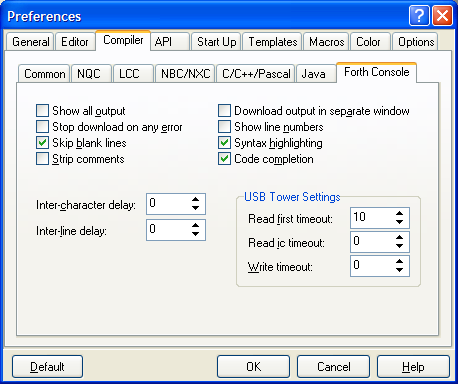 Preferences
General Editor Compiler API Start Up Templates Macros Color Options
Common NQC LCC NBC/NXC C/C++/Pascal Java Forth Console
Show all output Download output in separate window
Stop download on any error Show line numbers
Skip blank lines Syntax highlighting
Strip comments Code completion
USB Tower Settings
Inter-character delay: 0 Read first timeout: 10
Inter-line delay: 0 Read ic timeout: 0
Write timeout: 0
Default OK Cancel Help